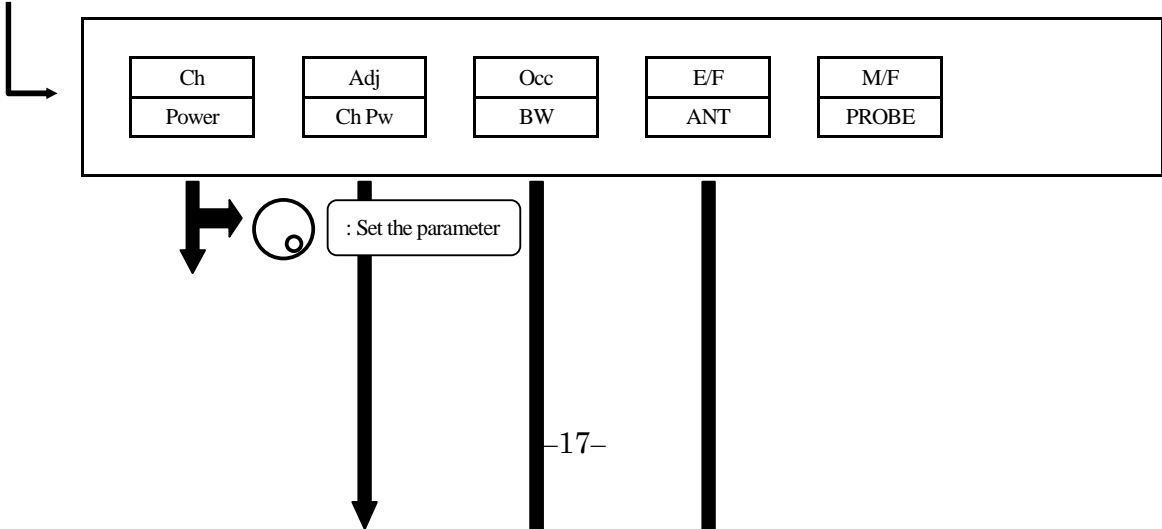 Ch Adj Occ E/F M/F
Power Ch Pw BW ANT PROBE
: Set the parameter
–17–